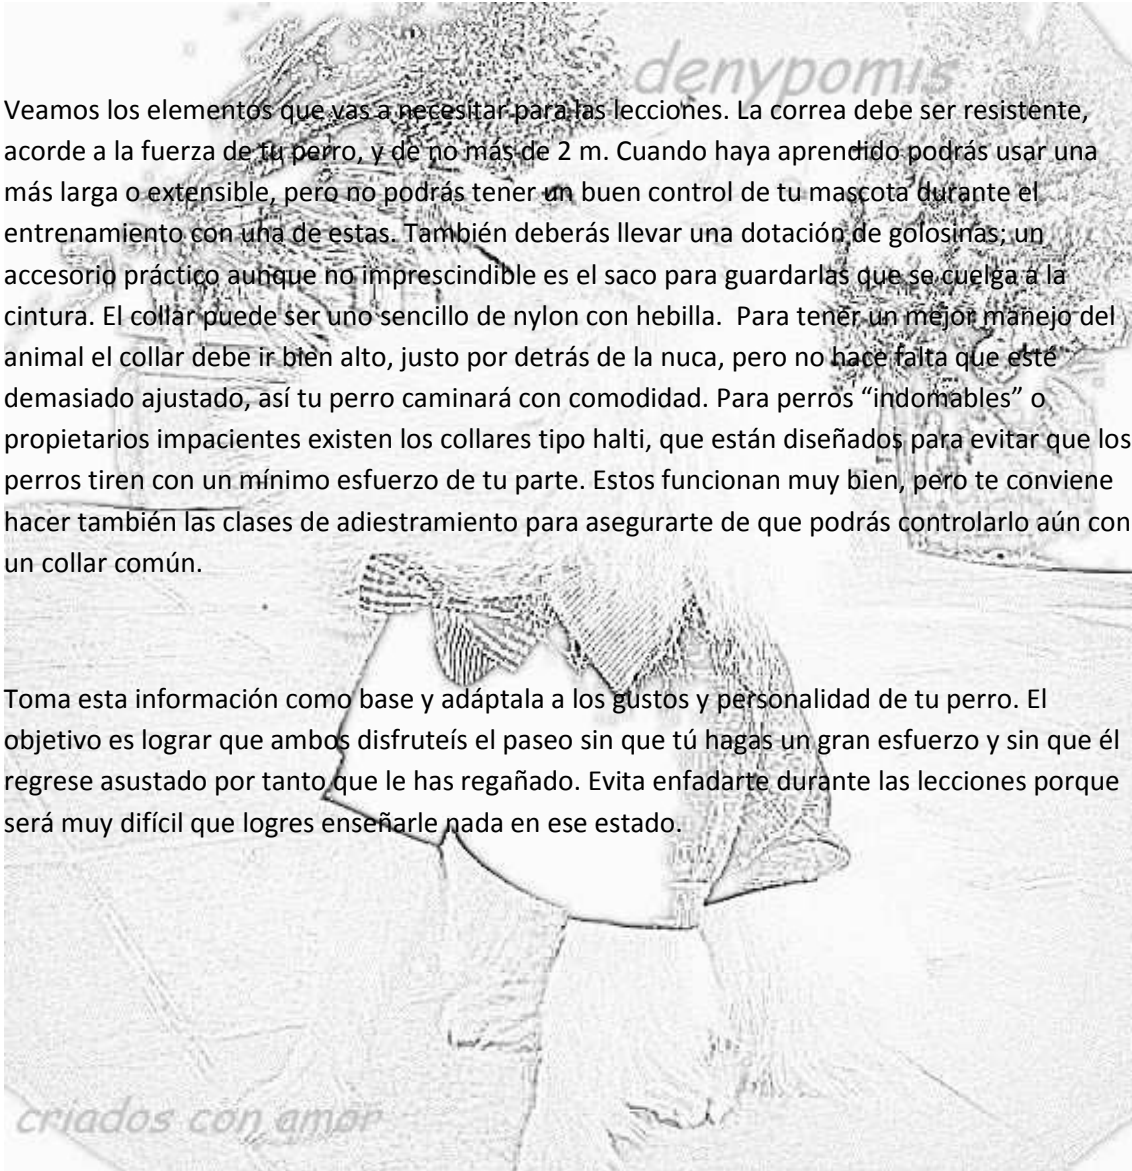 denypomis
Veamos los elementos que vas a necesitar para las lecciones. La correa debe ser resistente,
acorde a la fuerza de tu perro, y de no más de 2 m. Cuando haya aprendido podrás usar una
más larga o extensible, pero no podrás tener un buen control de tu mascota durante el
entrenamiento con una de estas. También deberás llevar una dotación de golosinas; un
accesorio práctico aunque no imprescindible es el saco para guardarlas que se cuelga a la
cintura. El collar puede ser uno sencillo de nylon con hebilla.  Para tener un mejor manejo del
animal el collar debe ir bien alto, justo por detrás de la nuca, pero no hace falta que esté
demasiado ajustado, así tu perro caminará con comodidad. Para perros “indomables” o
propietarios impacientes existen los collares tipo halti, que están diseñados para evitar que los
perros tiren con un mínimo esfuerzo de tu parte. Estos funcionan muy bien, pero te conviene
hacer también las clases de adiestramiento para asegurarte de que podrás controlarlo aún con
un collar común.
Toma esta información como base y adáptala a los gustos y personalidad de tu perro. El
objetivo es lograr que ambos disfruteís el paseo sin que tú hagas un gran esfuerzo y sin que él
regrese asustado por tanto que le has regañado. Evita enfadarte durante las lecciones porque
será muy difícil que logres enseñarle nada en ese estado.
criados con amor